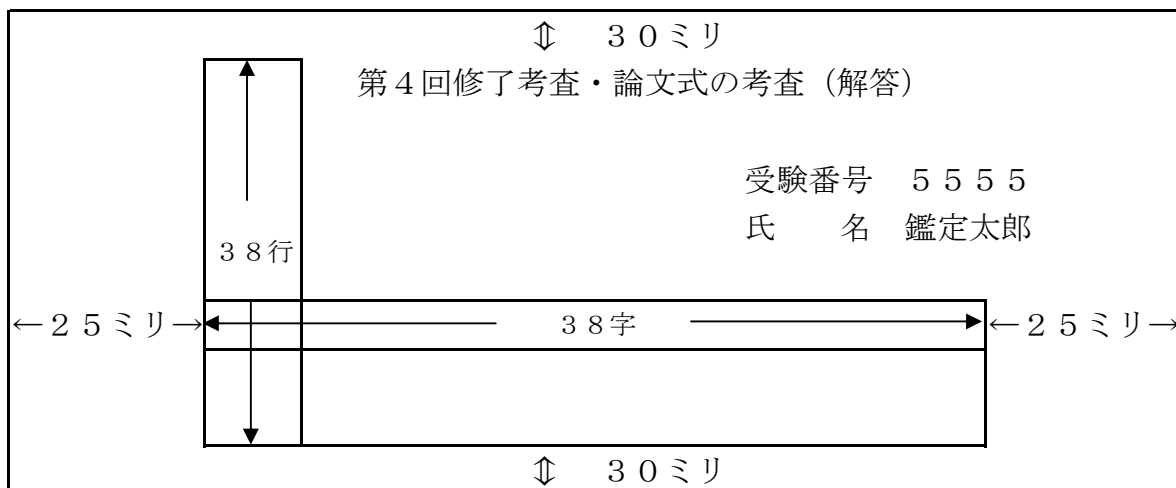 ⇕　３０ミリ
第４回修了考査・論文式の考査（解答）
受験番号　５５５５
氏　　名　鑑定太郎
３８行
←２５ミリ→
３８字
←２５ミリ→
⇕　３０ミリ